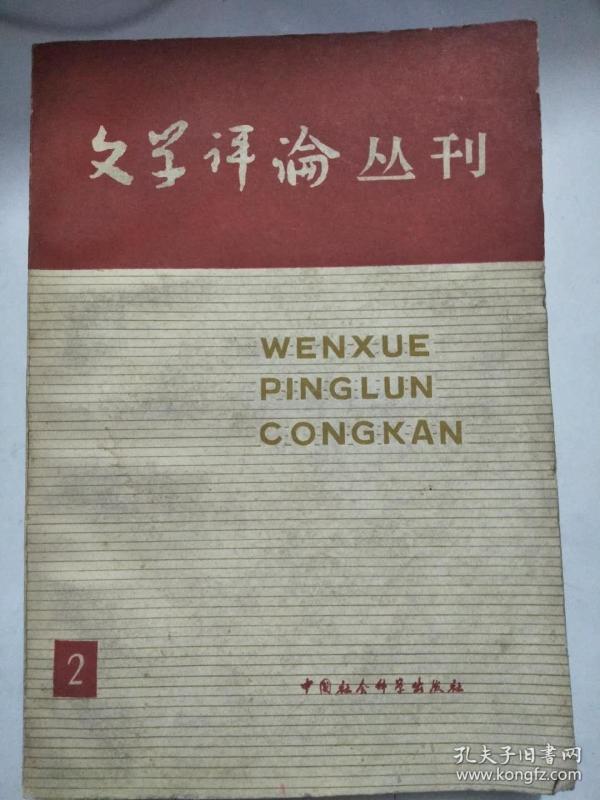 文学评论丛刊
WENXUE
PINGLUN
CONGKAN
2
中国社会科学出版社
孔夫子旧书网
www.kongfz.com